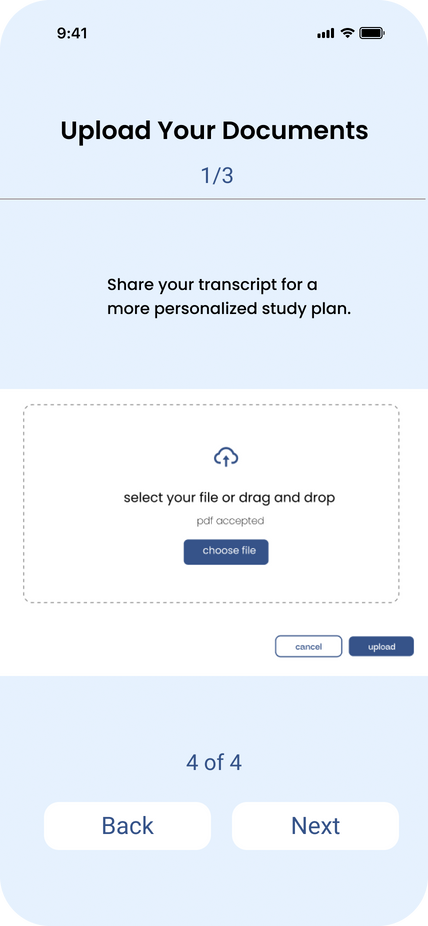 9:41
Upload Your Documents
1/3
Share your transcript for a
more personalized study plan.
select your file or drag and drop
pdf accepted
choose file
cancel
upload
4 of 4
Back
Next